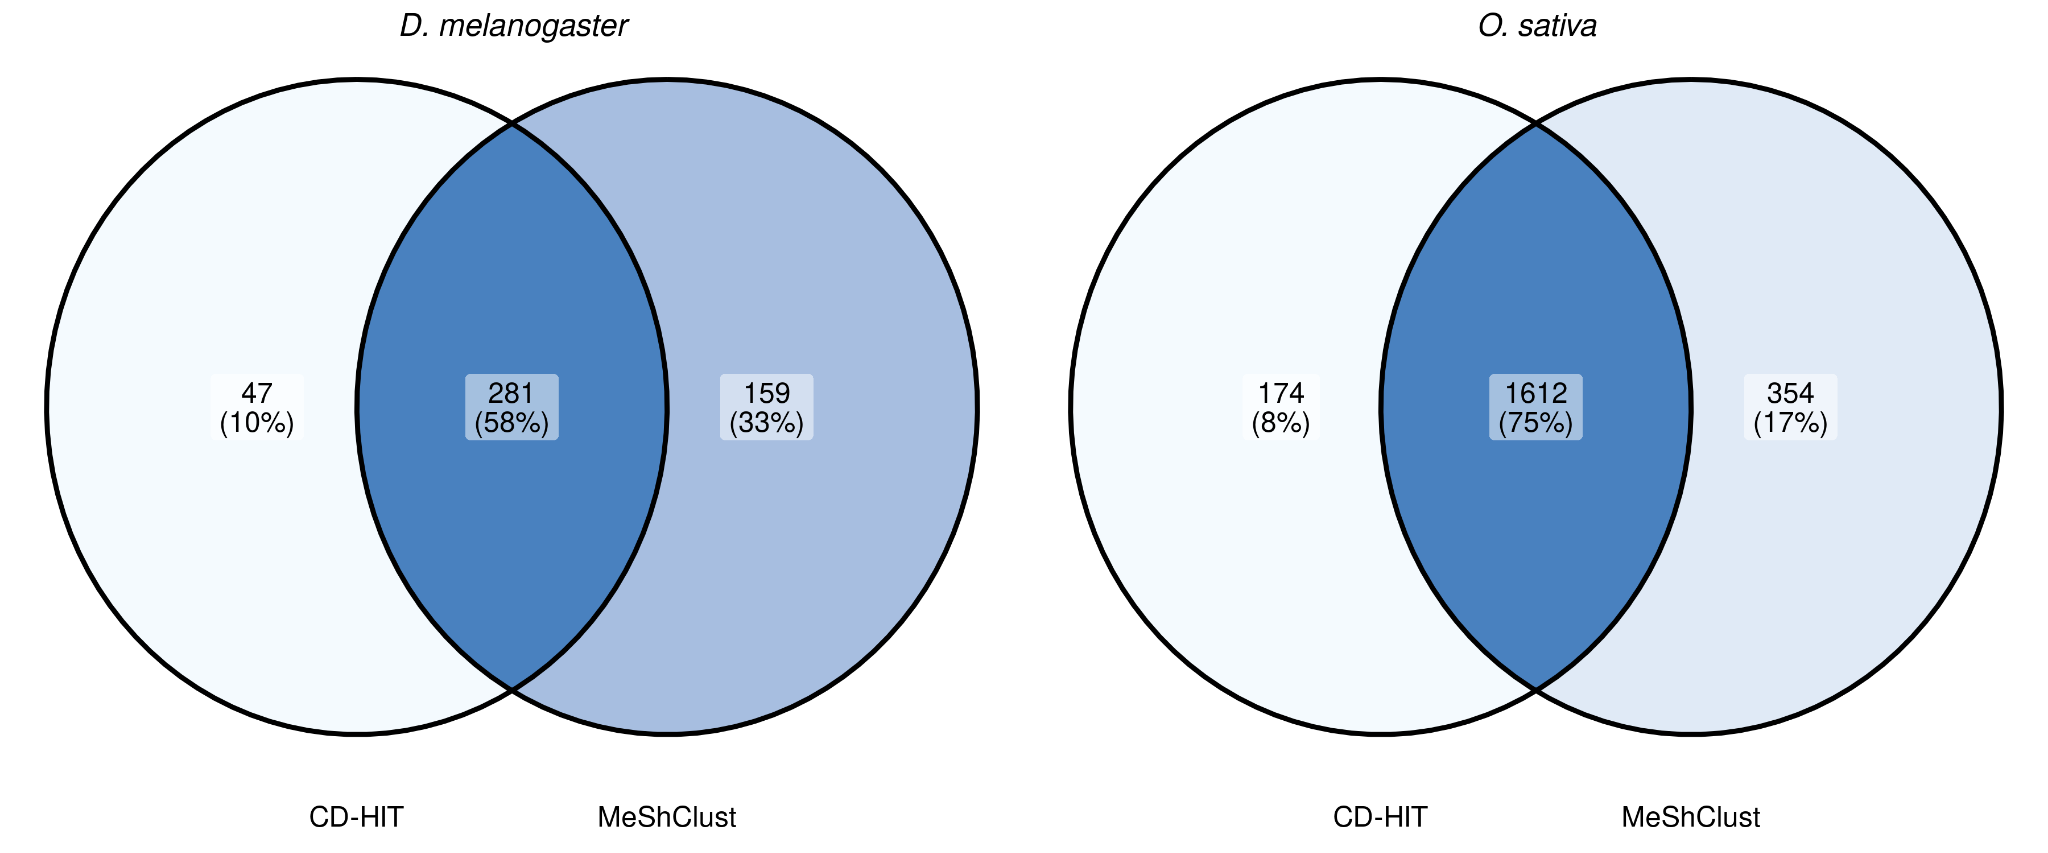 D. melanogaster
47
(10%)
281
(58%)
159
(33%)
CD-HIT
MeShClust
O. sativa
174
(8%)
1612
(75%)
354
(17%)
CD-HIT
MeShClust